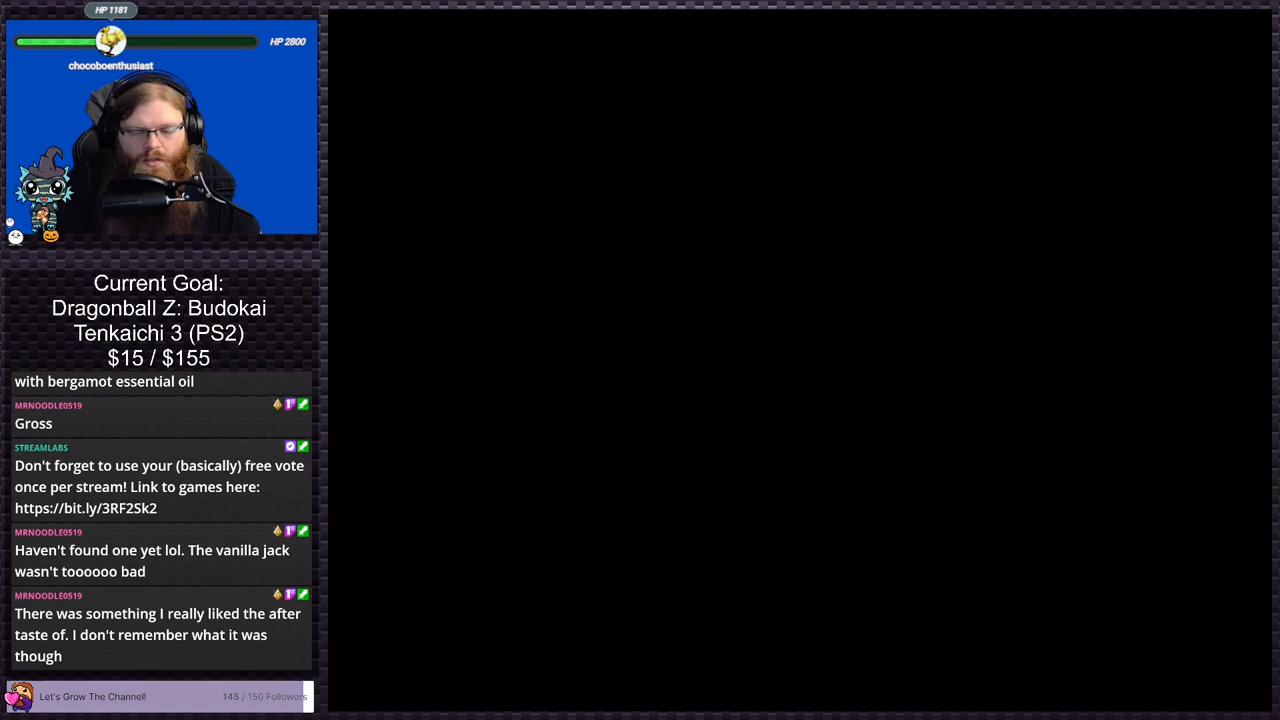 HP 1181
HP 2800
chocoboenthusiast
Current Goal:
Dragonball Z: Budokai
Tenkaichi 3 (PS2)
$15 / $155
with bergamot essential oil
MRNOODLE0519
Gross
STREAMLABS
Don't forget to use your (basically) free vote
once per stream! Link to games here:
https://bit.ly/3RF2Sk2
MRNOODLE0519
Haven't found one yet lol. The vanilla jack
wasn't toooooo bad
MRNOODLE0519
There was something I really liked the after
taste of. I don't remember what it was
though
Let's Grow The Channel! 145 / 150 Followers